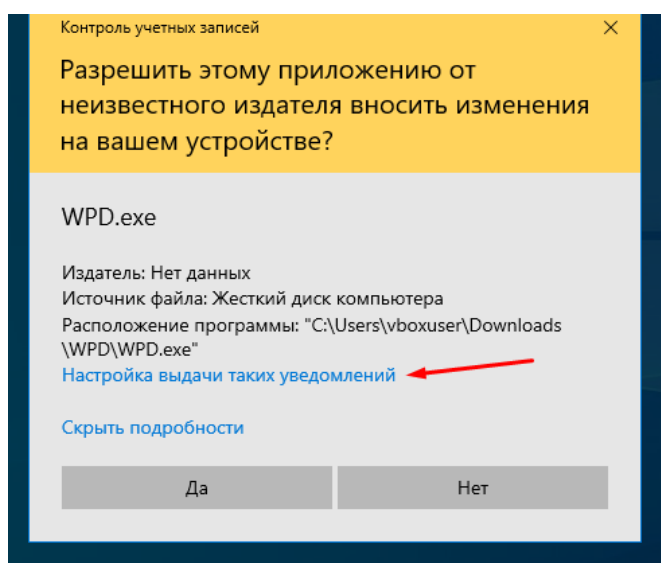 Контроль учетных записей
Разрешить этому приложению от
неизвестного издателя вносить изменения
на вашем устройстве?
WPD.exe
Издатель: Нет данных
Источник файла: Жесткий диск компьютера
Расположение программы: "C:\Users\vboxuser\Downloads
\WPD\WPD.exe"
Настройка выдачи таких уведомлений
Скрыть подробности
Да
Нет